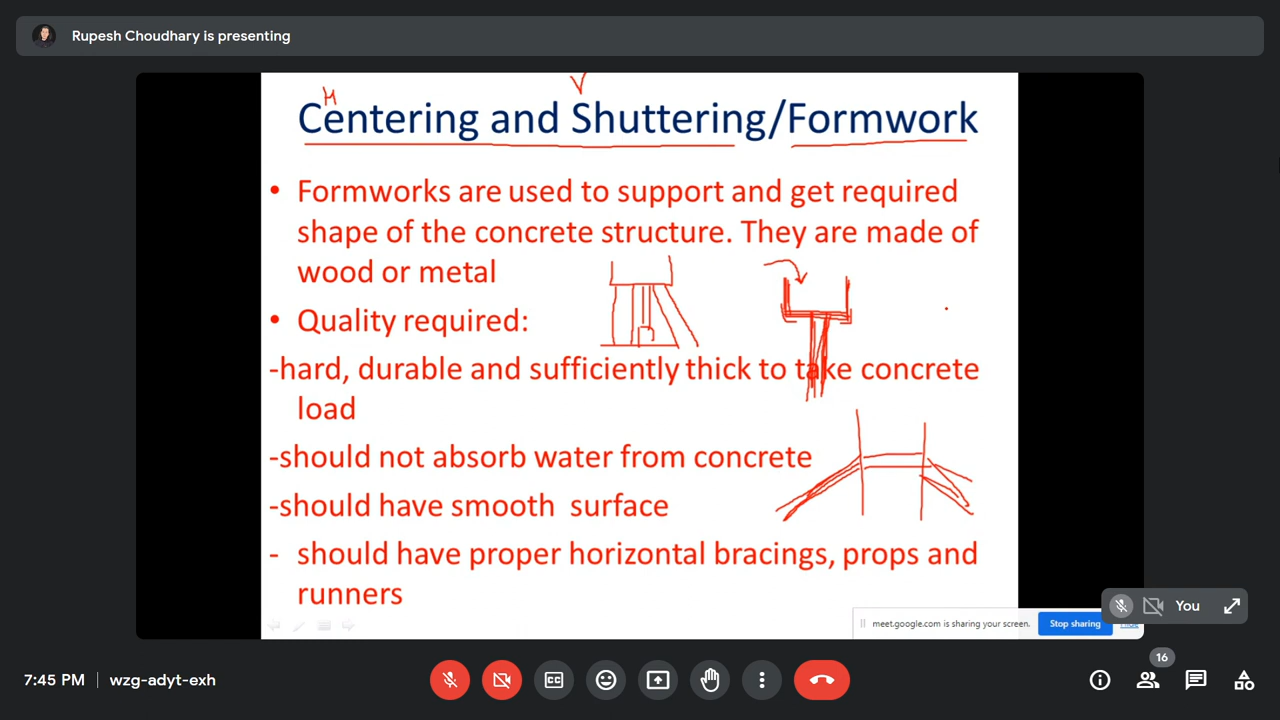 Rupesh Choudhary is presenting
H
V
Centering and Shuttering/Formwork
• Formworks are used to support and get required
shape of the concrete structure. They are made of
wood or metal
• Quality required:
-hard, durable and sufficiently thick to take concrete
load
-should not absorb water from concrete
-should have smooth surface
- should have proper horizontal bracings, props and
runners
You
meet.google.com is sharing your screen.
Stop sharing
Hide
16
7:45 PM | wzg-adyt-exh